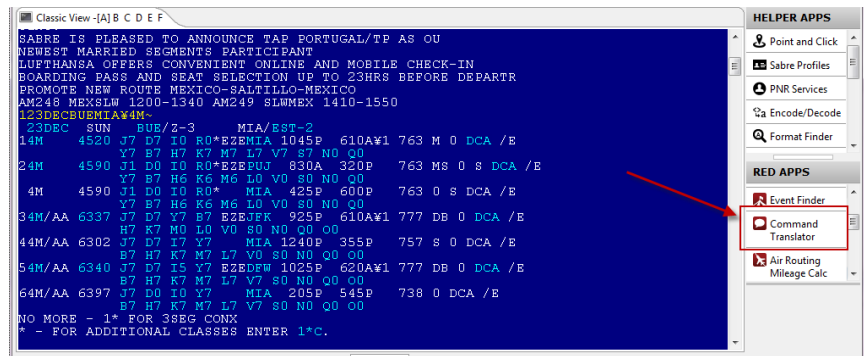 Classic View -[A] B C D E F
SABRE IS PLEASED TO ANNOUNCE TAP PORTUGAL/TP AS OU
NEWEST MARRIED SEGMENTS PARTICIPANT
LUFTHANSA OFFERS CONVENIENT ONLINE AND MOBILE CHECK-IN
BOARDING PASS AND SEAT SELECTION UP TO 23HRS BEFORE DEPARTR
PROMOTE NEW ROUTE MEXICO-SALTILLO-MEXICO
AM248 MEXSLW 1200-1340 AM249 SLWMEX 1410-1550
123DECBUEMIA¥4M~
23DEC SUN BUE/Z-3 MIA/EST-2
14M 4520 J7 D7 I0 R0*EZEMIA 1045P 610A¥1 763 M 0 DCA /E
Y7 B7 H7 K7 M7 L7 V7 S7 N0 Q0
24M 4590 J1 D0 I0 R0*EZEPUJ 830A 320P 763 MS 0 S DCA /E
Y7 B7 H6 K6 M6 L0 V0 S0 N0 Q0
4M 4590 J1 D0 I0 R0* MIA 425P 600P 763 0 S DCA /E
Y7 B7 H6 K6 M6 L0 V0 S0 N0 Q0
34M/AA 6337 J7 D7 Y7 B7 EZEJFK 925P 610A¥1 777 DB 0 DCA /E
H7 K7 M0 L0 V0 S0 N0 Q0 O0
44M/AA 6302 J7 D7 I7 Y7 MIA 1240P 355P 757 S 0 DCA /E
B7 H7 K7 M7 L7 V0 S0 N0 Q0 O0
54M/AA 6340 J7 D7 I5 Y7 EZEDFW 1025P 620A¥1 777 DB 0 DCA /E
B7 H7 K7 M7 L7 V7 S0 N0 Q0 O0
64M/AA 6397 J7 D0 I0 Y7 MIA 205P 545P 738 0 DCA /E
B7 H7 K7 M7 L7 V7 S0 N0 Q0 O0
NO MORE - 1* FOR 3SEG CONX
* - FOR ADDITIONAL CLASSES ENTER 1*C.
HELPER APPS
Point and Click
Sabre Profiles
PNR Services
Encode/Decode
Format Finder
RED APPS
Event Finder
Command
Translator
Air Routing
Mileage Calc